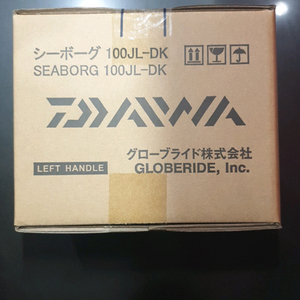 シーボーグ 100JL-DK
SEABORG 100JL-DK
DAIWA
グローブライド株式会社
LEFT HANDLE
GLOBERIDE, Inc.